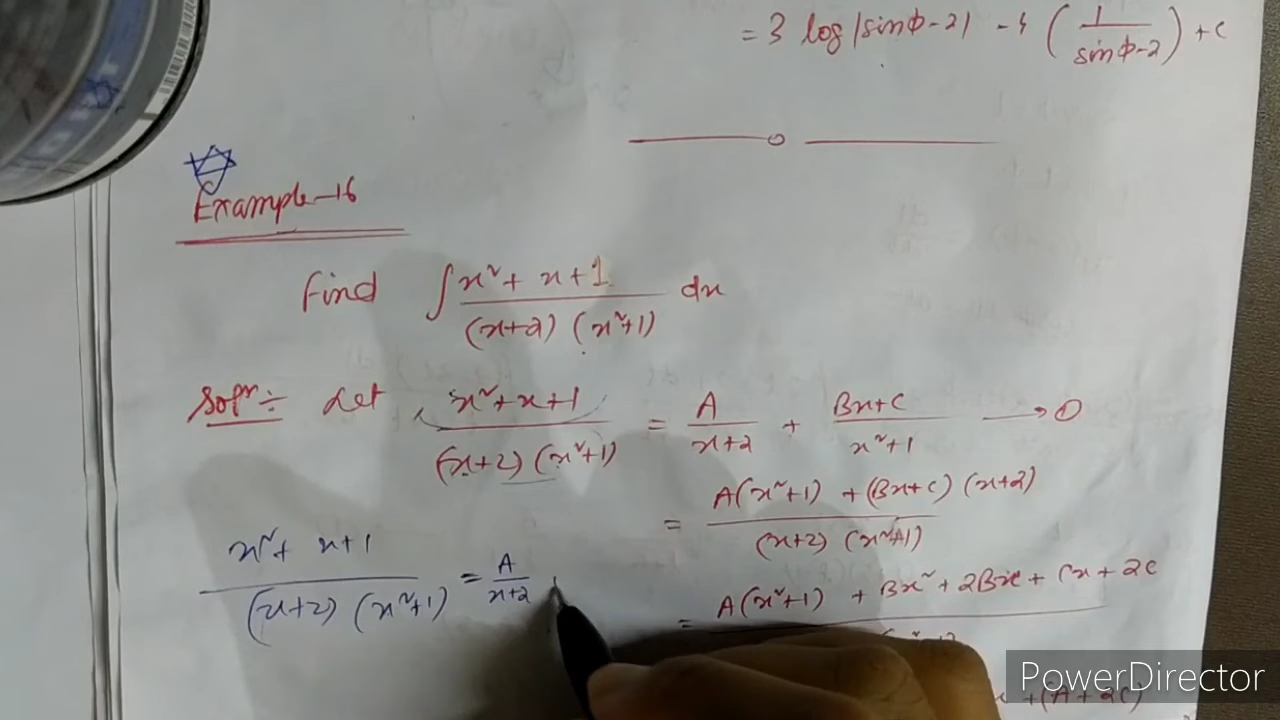 = 3 log |sinφ-2| - 4 ( 1 / sinφ-2 ) + c
Example-16
Find ∫ x² + x + 1 / (x+2) (x²+1) dx
Solⁿ ÷ Let, x² + x + 1 / (x+2) (x²+1) = A / x+2 + Bx+C / x²+1 → ①
= A(x²+1) + (Bx+C) (x+2) / (x+2) (x²+1)
x² + x + 1 / (x+2) (x²+1) = A / x+2
= A(x²+1) + Bx² + 2Bx + Cx + 2C
+ (A + 2C)
PowerDirector